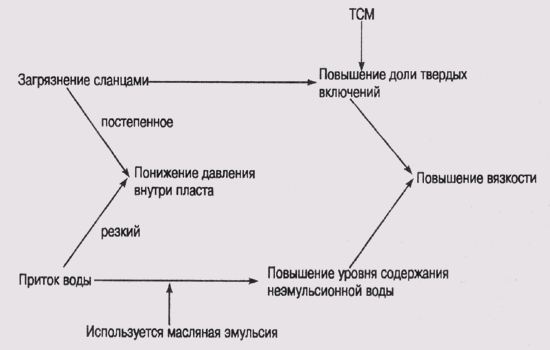 ТСМ
Загрязнение сланцами
Повышение доли твердых
включений
постепенное
Понижение давления
внутри пласта
Повышение вязкости
резкий
Приток воды
Повышение уровня содержания
неэмульсионной воды
Используется масляная эмульсия